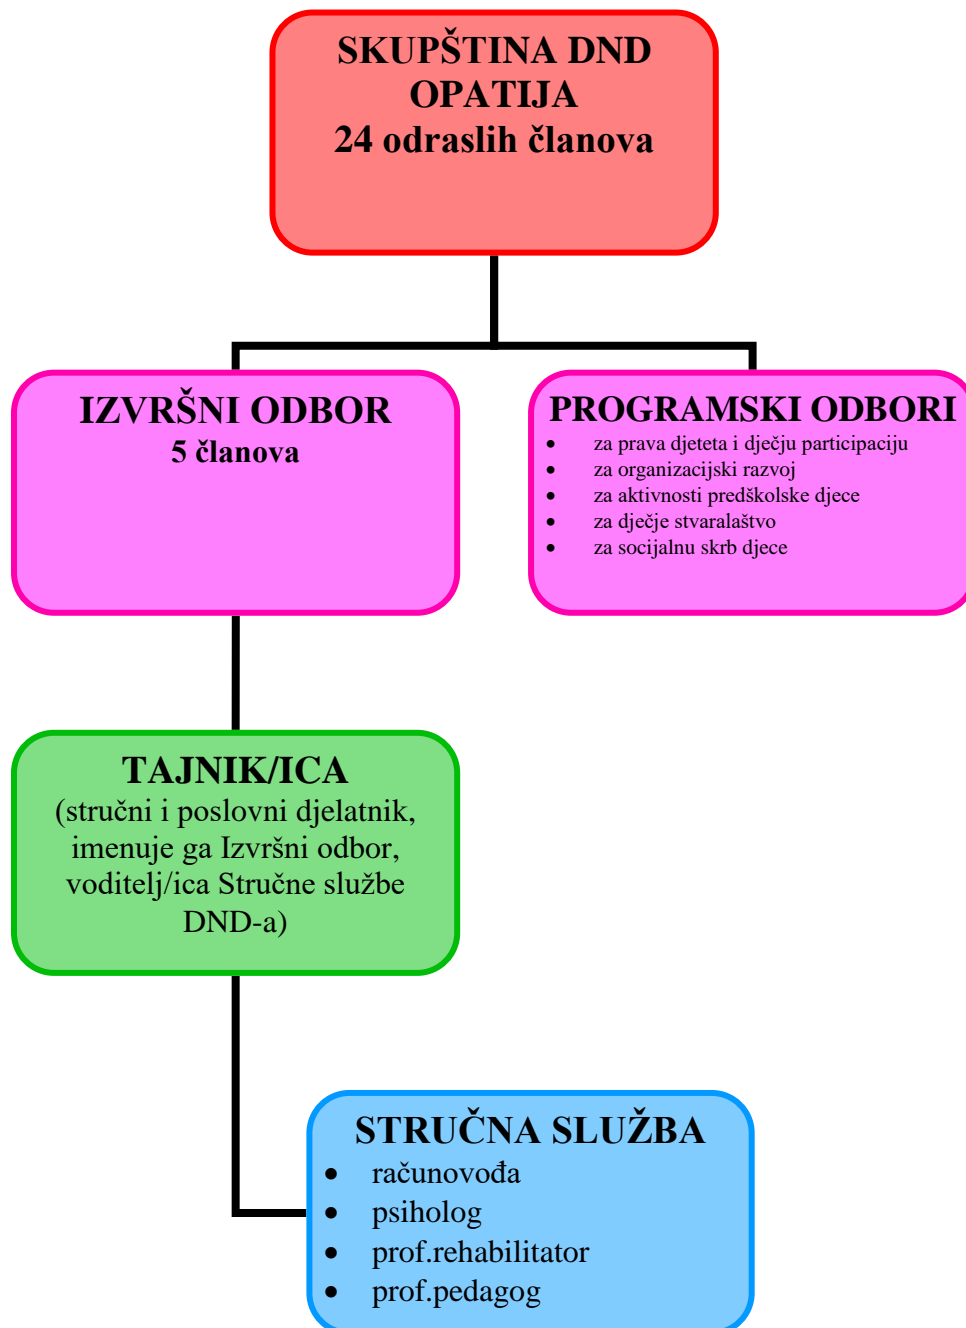 SKUPŠTINA DND
OPATIJA
24 odraslih članova
IZVRŠNI ODBOR
5 članova
PROGRAMSKI ODBORI
• za prava djeteta i dječju participaciju
• za organizacijski razvoj
• za aktivnosti predškolske djece
• za dječje stvaralaštvo
• za socijalnu skrb djece
TAJNIK/ICA
(stručni i poslovni djelatnik,
imenuje ga Izvršni odbor,
voditelj/ica Stručne službe
DND-a)
STRUČNA SLUŽBA
• računovođa
• psiholog
• prof.rehabilitator
• prof.pedagog